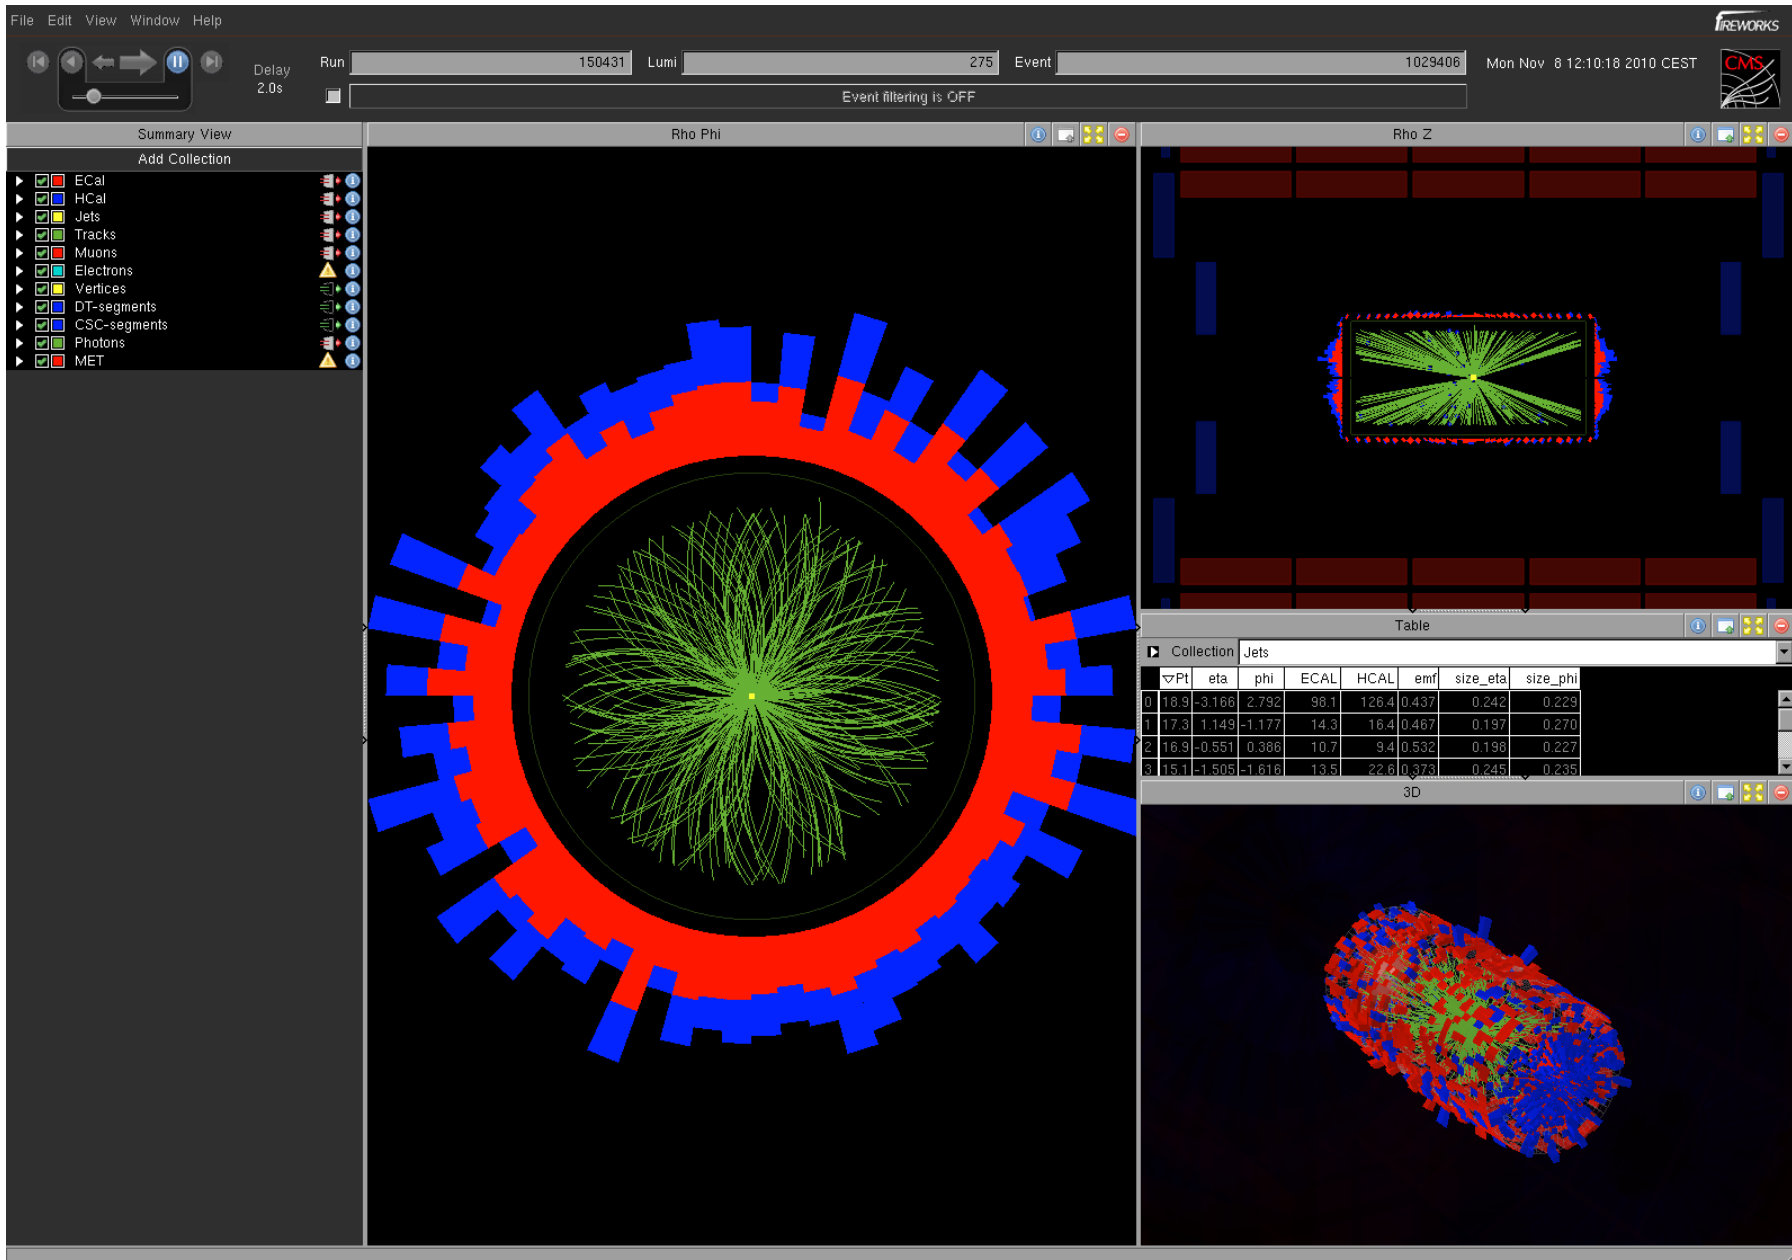 File Edit View Window Help
FIREWORKS
Delay
2.0s
Run 150431 Lumi 275 Event 1029406 Mon Nov 8 12:10:18 2010 CEST
CMS
Event filtering is OFF
Summary View
Add Collection
ECal
HCal
Jets
Tracks
Muons
Electrons
Vertices
DT-segments
CSC-segments
Photons
MET
Rho Phi
Rho Z
Table
Collection Jets
Pt eta phi ECAL HCAL emf size_eta size_phi
0 18.9 -3.166 2.792 98.1 126.4 0.437 0.242 0.229
1 17.3 1.149 -1.177 14.3 16.4 0.467 0.197 0.270
2 16.9 -0.551 0.386 10.7 9.4 0.532 0.198 0.227
3 15.1 -1.505 -1.616 13.5 22.6 0.373 0.245 0.235
3D